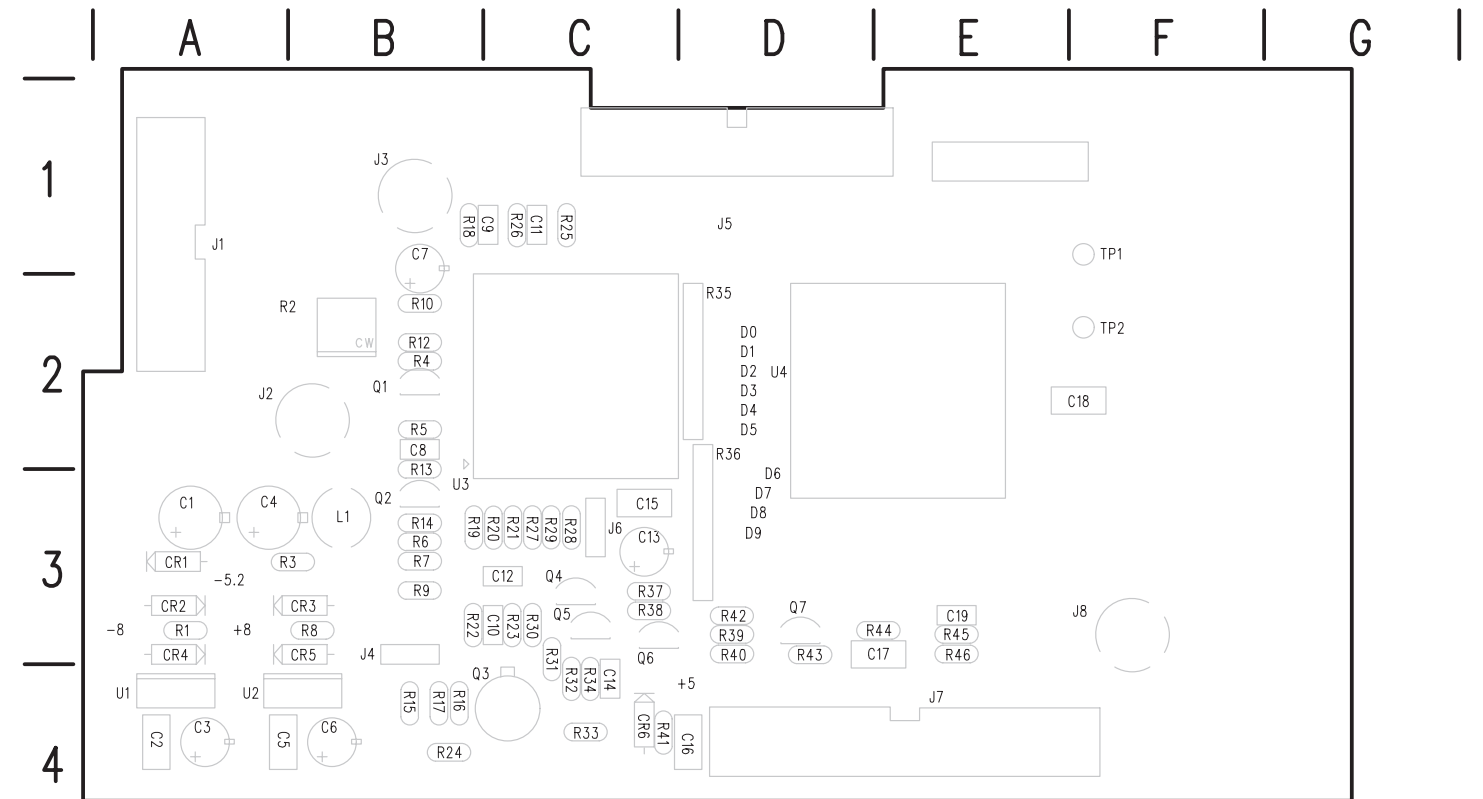 A B C D E F G
1
J3
R18 C9 R26 C11 R25
J5
J1
C7
TP1
R2
R10
R35
CW
R12
D0
TP2
R4
D1
Q1
D2 U4
J2
D3
C18
D4
2
R5
D5
C8
R36
R13
D6
U3
D7
C1 C4 L1 Q2
C15
D8
R14
R19 R20 R21 R27 R29 R28
J6
D9
R6
C13
CR1 R3 R7
3
-5.2
C12 Q4
R9
R37
CR2 CR3
R38
R22 C10 R23 R30 Q5
R42 Q7
C19
J8
-8 R1 +8 R8
R39
R44 R45
CR4 CR5 J4
R31
Q6
R40 R43 C17 R46
Q3
R32 R34 C14
+5
U1 U2
R15 R17 R16
J7
C2 C3 C5 C6
R33
CR6 R41 C16
R24
4